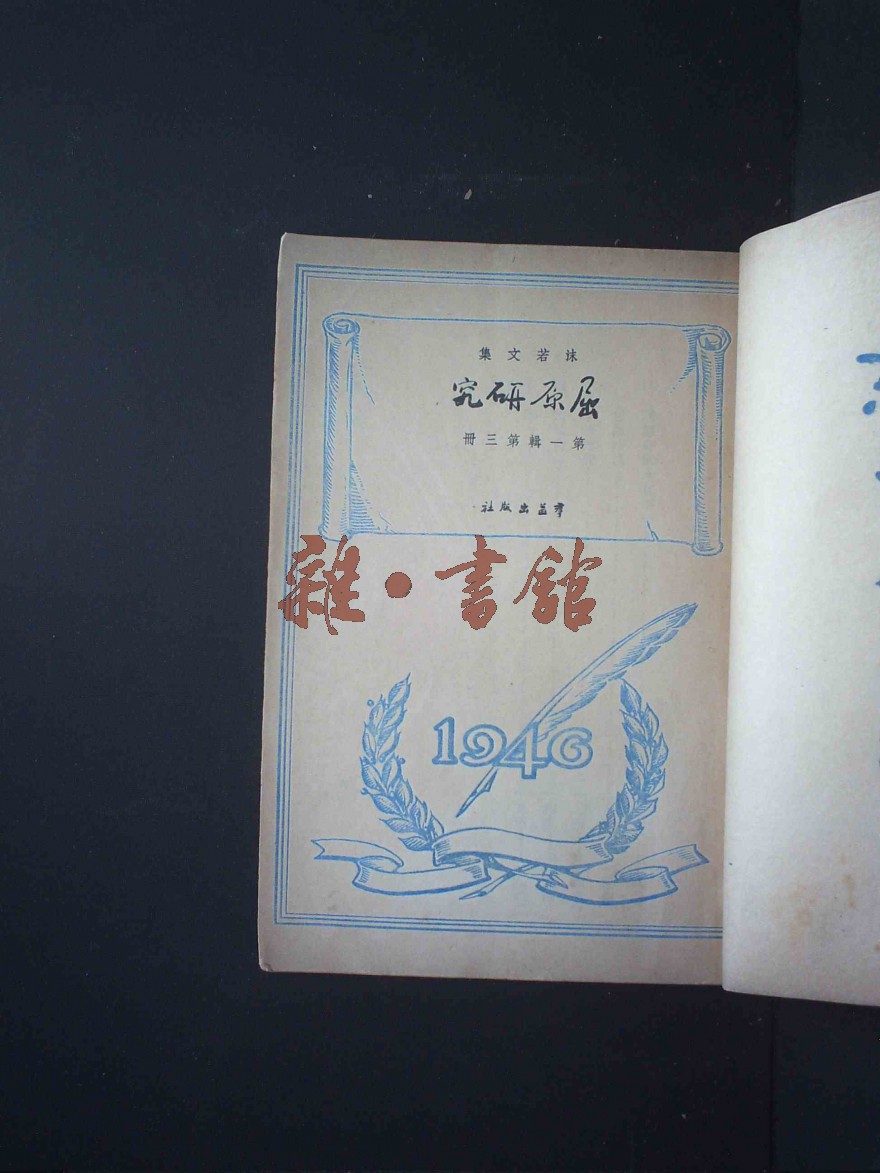 沫若文集
屈原研究
第一輯第三冊
羣益出版社
雜·書館
1946